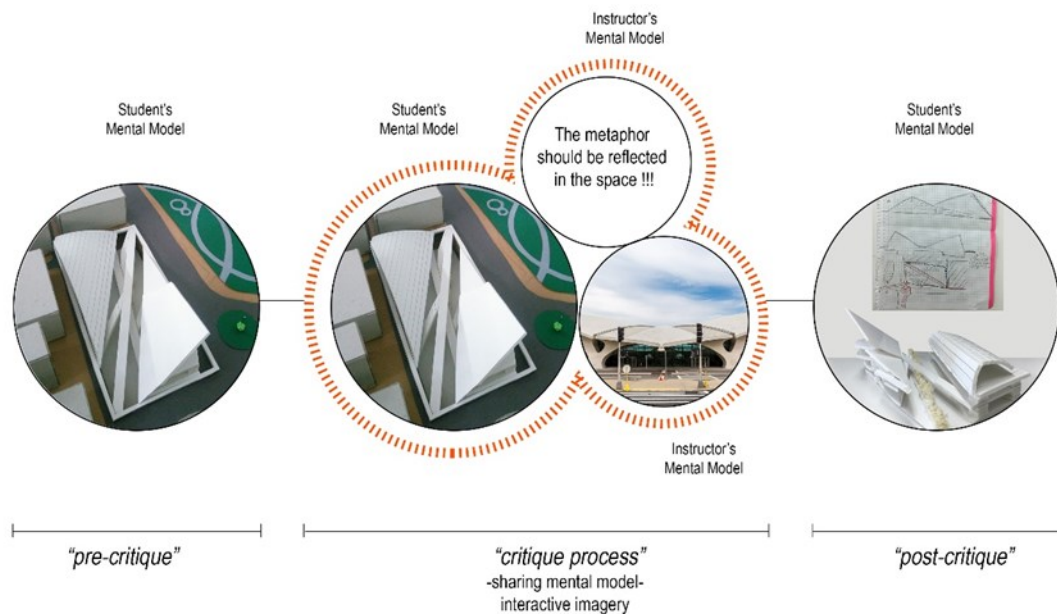 Instructor's
Mental Model
Student's
Mental Model
Student's
Mental Model
The metaphor
should be reflected
in the space !!!
Student's
Mental Model
Instructor's
Mental Model
"pre-critique"
"critique process"
-sharing mental model-
interactive imagery
"post-critique"